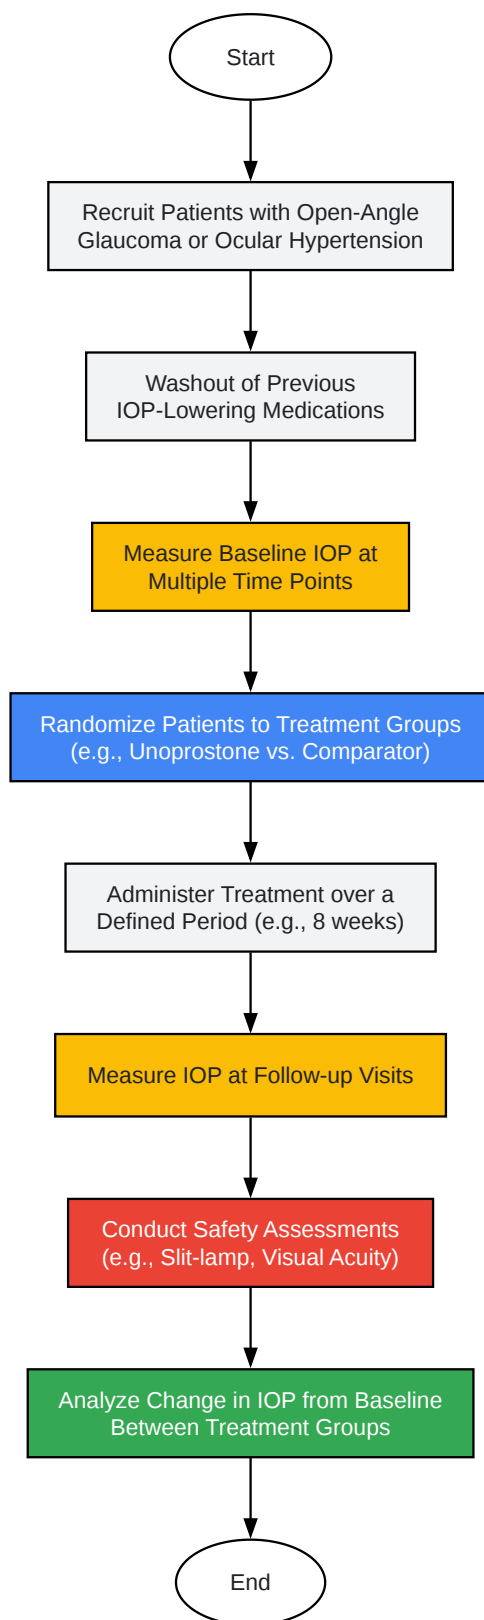 Start
Recruit Patients with Open-Angle
Glaucoma or Ocular Hypertension
Washout of Previous
IOP-Lowering Medications
Measure Baseline IOP at
Multiple Time Points
Randomize Patients to Treatment Groups
(e.g., Unoprostone vs. Comparator)
Administer Treatment over a
Defined Period (e.g., 8 weeks)
Measure IOP at Follow-up Visits
Conduct Safety Assessments
(e.g., Slit-lamp, Visual Acuity)
Analyze Change in IOP from Baseline
Between Treatment Groups
End